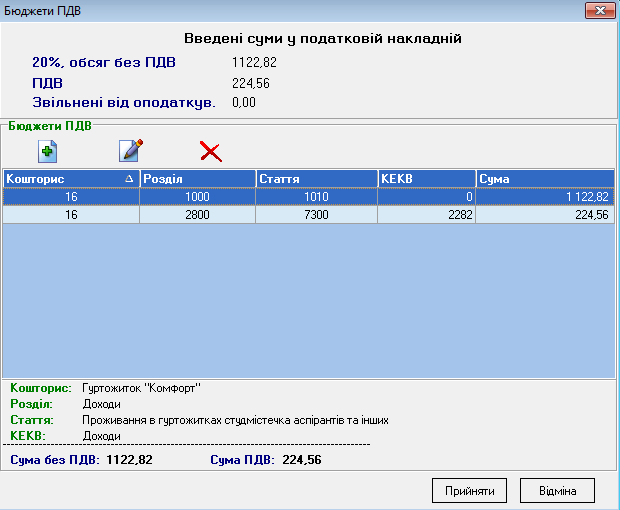 Бюджети ПДВ
Введені суми у податковій накладній
20%, обсяг без ПДВ 1122,82
ПДВ 224,56
Звільнені від оподаткув. 0,00
Бюджети ПДВ
Кошторис Розділ Стаття КЕКВ Сума
16 1000 1010 0 1 122,82
16 2800 7300 2282 224,56
Кошторис: Гуртожиток "Комфорт"
Розділ: Доходи
Стаття: Проживання в гуртожитках студмістечка аспірантів та інших
КЕКВ: Доходи
Сума без ПДВ: 1122,82 Сума ПДВ: 224,56
Прийняти Відміна